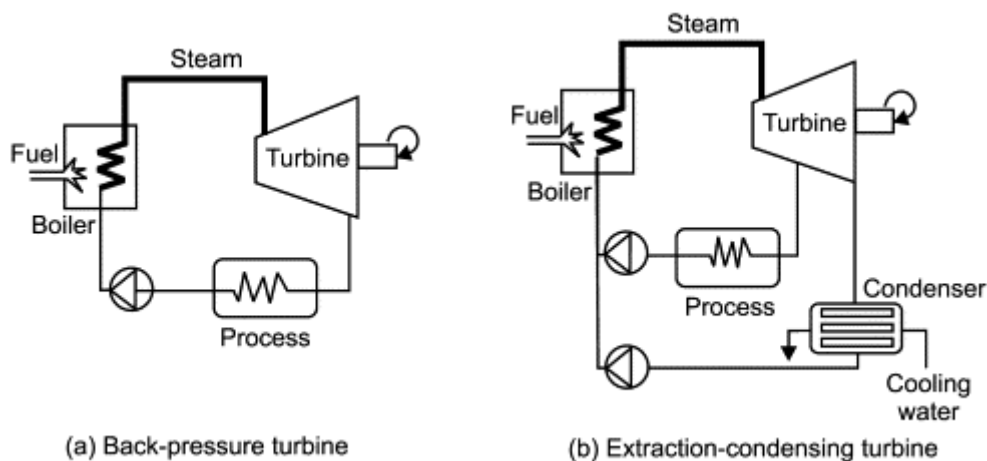 Steam
Fuel
Turbine
Boiler
Process
(a) Back-pressure turbine
Steam
Fuel
Turbine
Boiler
Process
Condenser
Cooling
water
(b) Extraction-condensing turbine